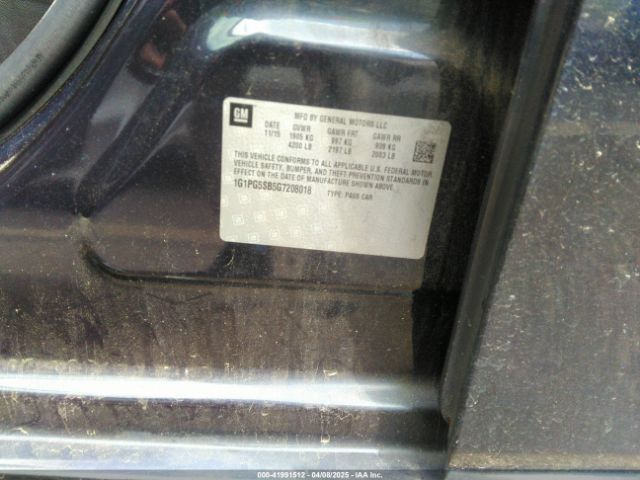 GM
MFG BY GENERAL MOTORS LLC
DATE GVWR GAWR FRT GAWR RR
11/15 1905 KG 997 KG 908 KG
4200 LB 2197 LB 2003 LB
THIS VEHICLE CONFORMS TO ALL APPLICABLE U.S. FEDERAL MOTOR
VEHICLE SAFETY, BUMPER, AND THEFT PREVENTION STANDARDS IN
EFFECT ON THE DATE OF MANUFACTURE SHOWN ABOVE.
1G1PG5SB5G7208018 TYPE: PASS CAR
000-41991512 - 04/08/2025 - IAA Inc.